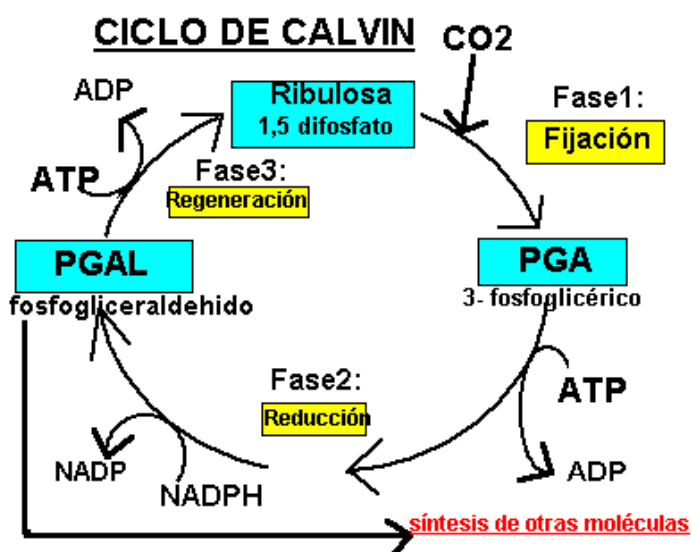 CICLO DE CALVIN
CO2
ADP
Ribulosa
1,5 difosfato
Fase1:
Fijación
ATP
Fase3:
Regeneración
PGAL
fosfogliceraldehido
PGA
3- fosfoglicérico
Fase2:
Reducción
ATP
ADP
NADP
NADPH
síntesis de otras moléculas